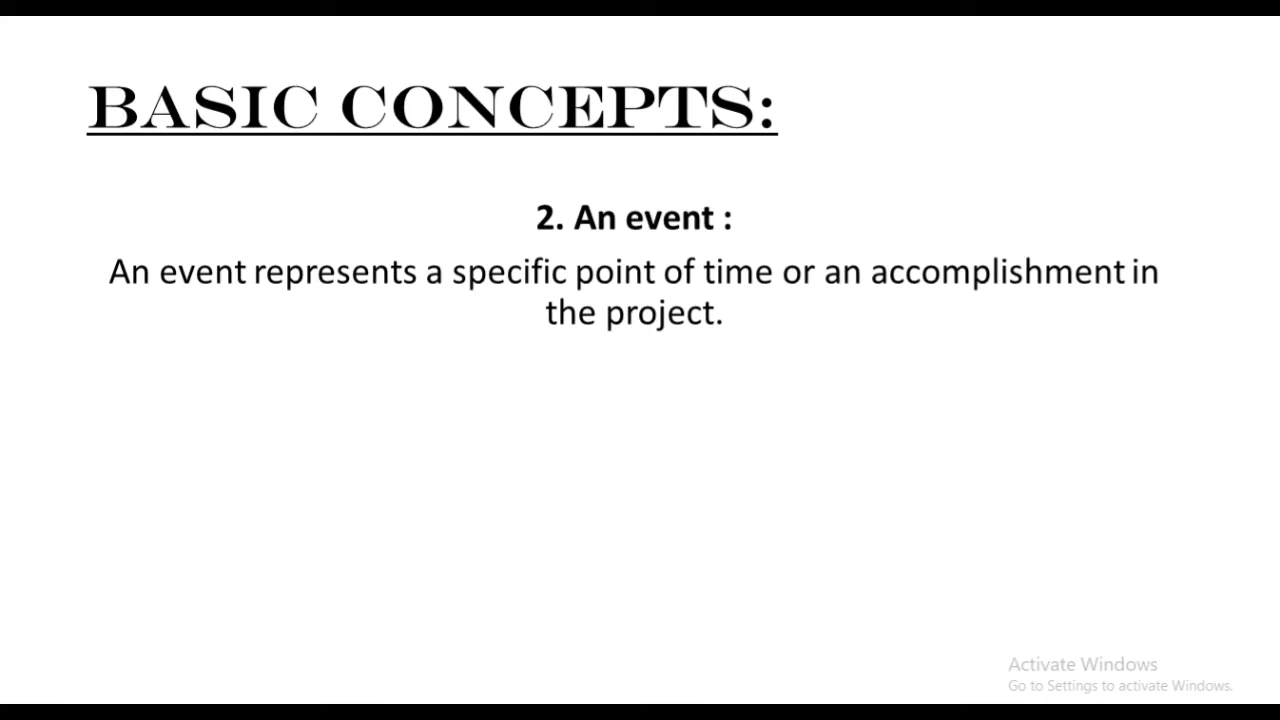 BASIC CONCEPTS:
2. An event :
An event represents a specific point of time or an accomplishment in
the project.
Activate Windows
Go to Settings to activate Windows.